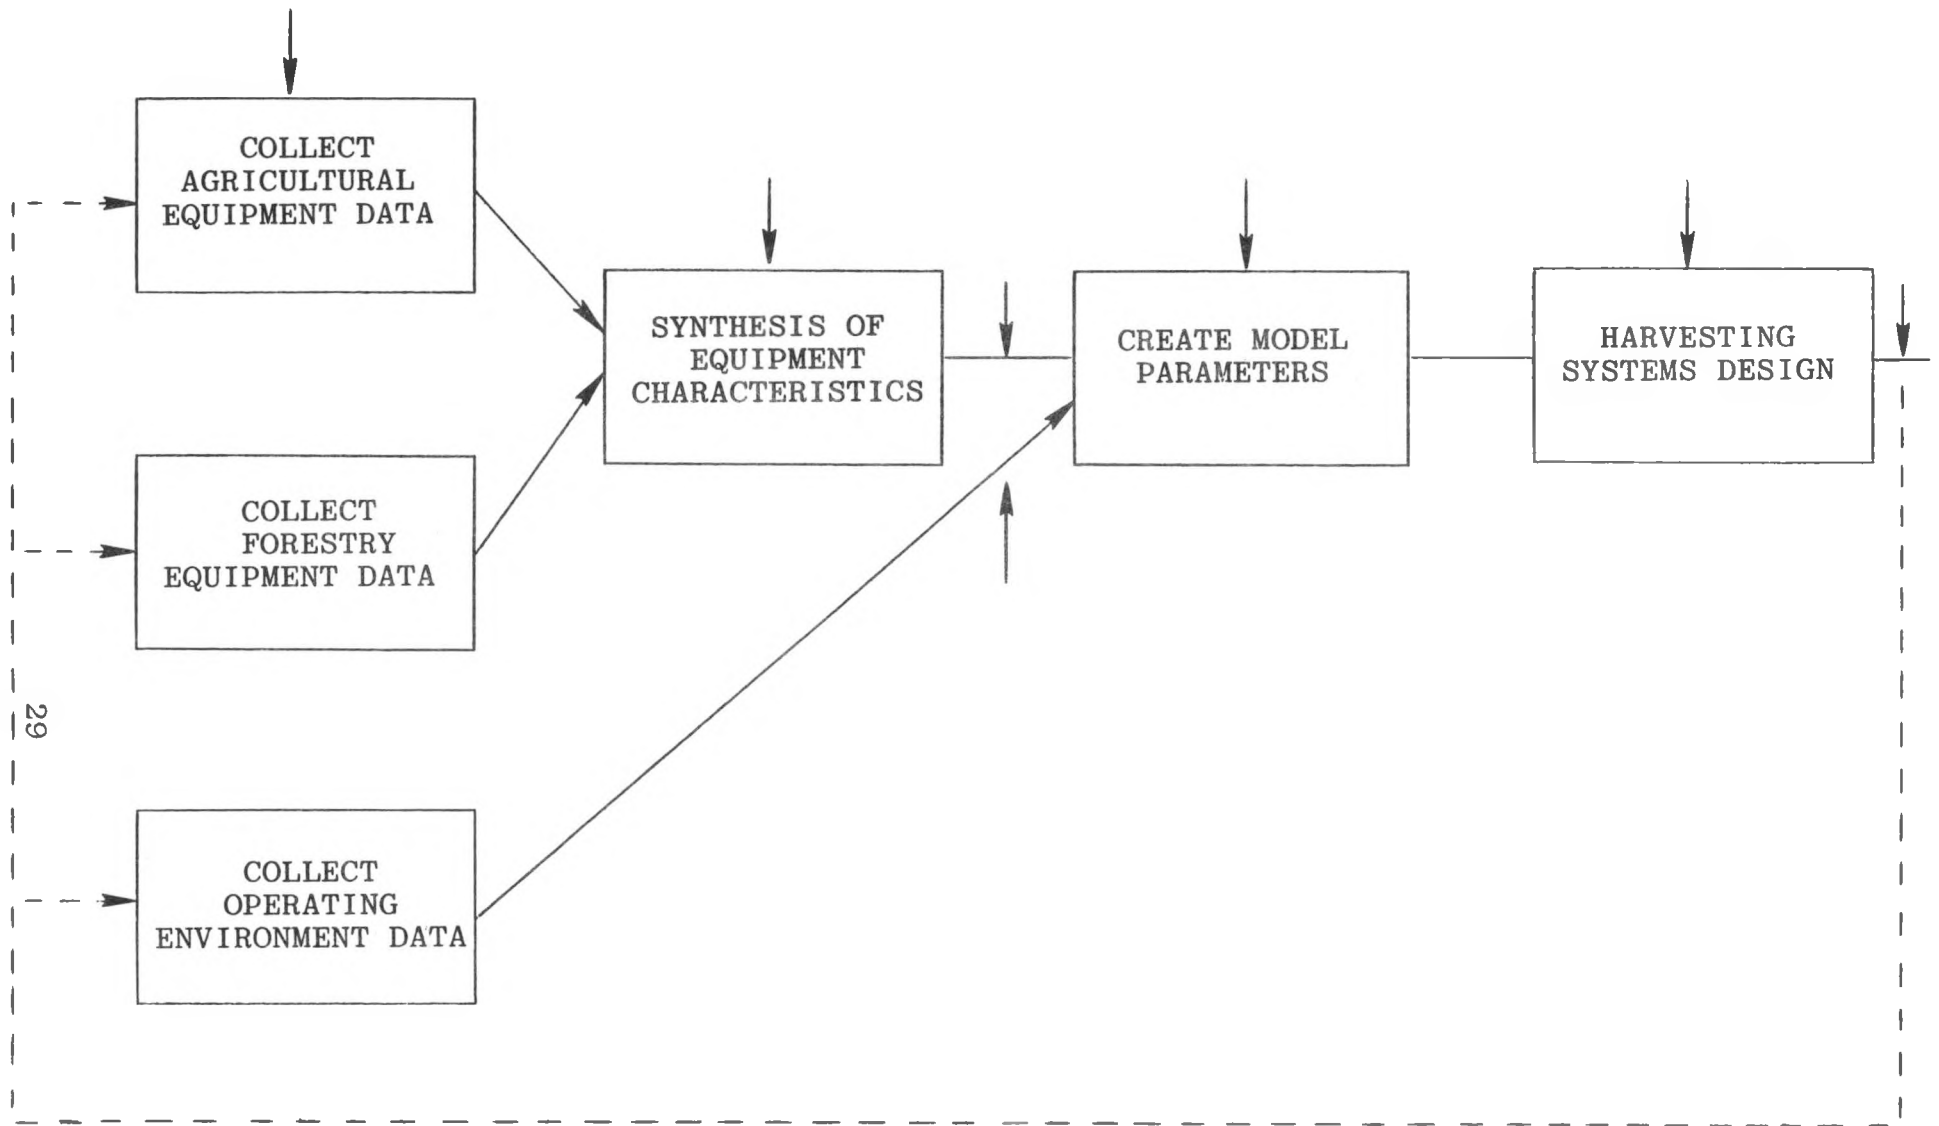 COLLECT
AGRICULTURAL
EQUIPMENT DATA
SYNTHESIS OF
EQUIPMENT
CHARACTERISTICS
CREATE MODEL
PARAMETERS
HARVESTING
SYSTEMS DESIGN
COLLECT
FORESTRY
EQUIPMENT DATA
29
COLLECT
OPERATING
ENVIRONMENT DATA